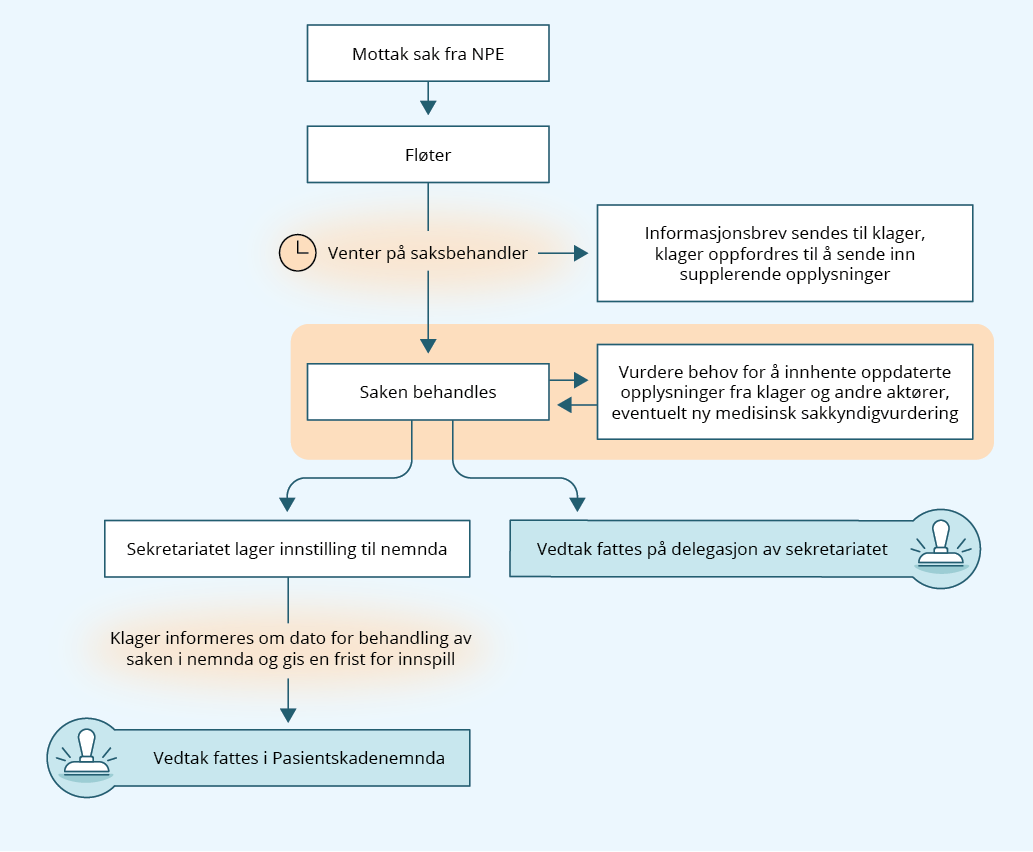 Mottak sak fra NPE
Fløter
Venter på saksbehandler
Informasjonsbrev sendes til klager,
klager oppfordres til å sende inn
supplerende opplysninger
Saken behandles
Vurdere behov for å innhente oppdaterte
opplysninger fra klager og andre aktører,
eventuelt ny medisinsk sakkyndigvurdering
Sekretariatet lager innstilling til nemnda
Vedtak fattes på delegasjon av sekretariatet
Klager informeres om dato for behandling av
saken i nemnda og gis en frist for innspill
Vedtak fattes i Pasientskadenemnda